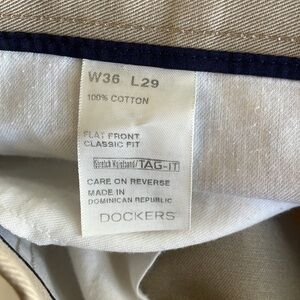 W36 L29
100% COTTON
FLAT FRONT
CLASSIC FIT
Stretch Waistband/TAG-IT
CARE ON REVERSE
MADE IN
DOMINICAN REPUBLIC
DOCKERS